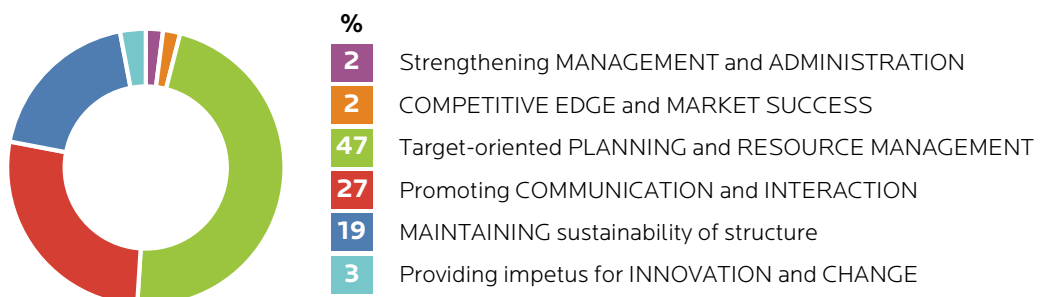 %
2 Strengthening MANAGEMENT and ADMINISTRATION
2 COMPETITIVE EDGE and MARKET SUCCESS
47 Target-oriented PLANNING and RESOURCE MANAGEMENT
27 Promoting COMMUNICATION and INTERACTION
19 MAINTAINING sustainability of structure
3 Providing impetus for INNOVATION and CHANGE